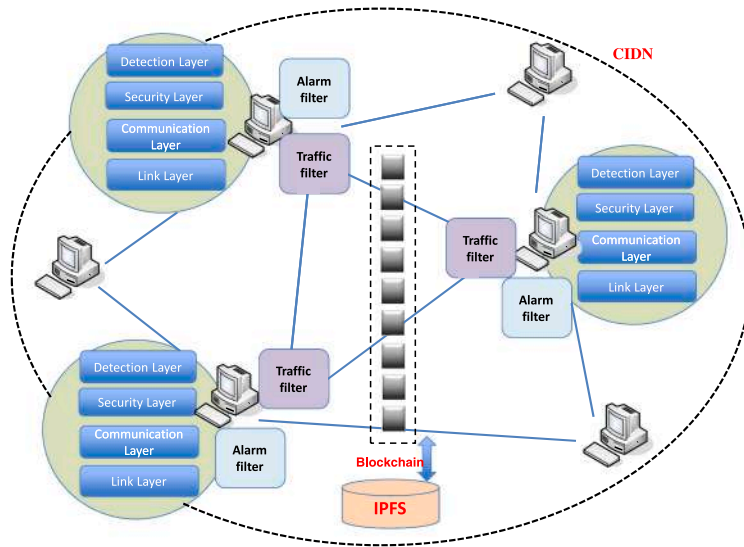 CIDN
Detection Layer
Security Layer
Communication
Layer
Link Layer
Alarm
filter
Traffic
filter
Detection Layer
Security Layer
Communication
Layer
Link Layer
Traffic
filter
Alarm
filter
Detection Layer
Security Layer
Communication
Layer
Link Layer
Traffic
filter
Alarm
filter
Blockchain
IPFS